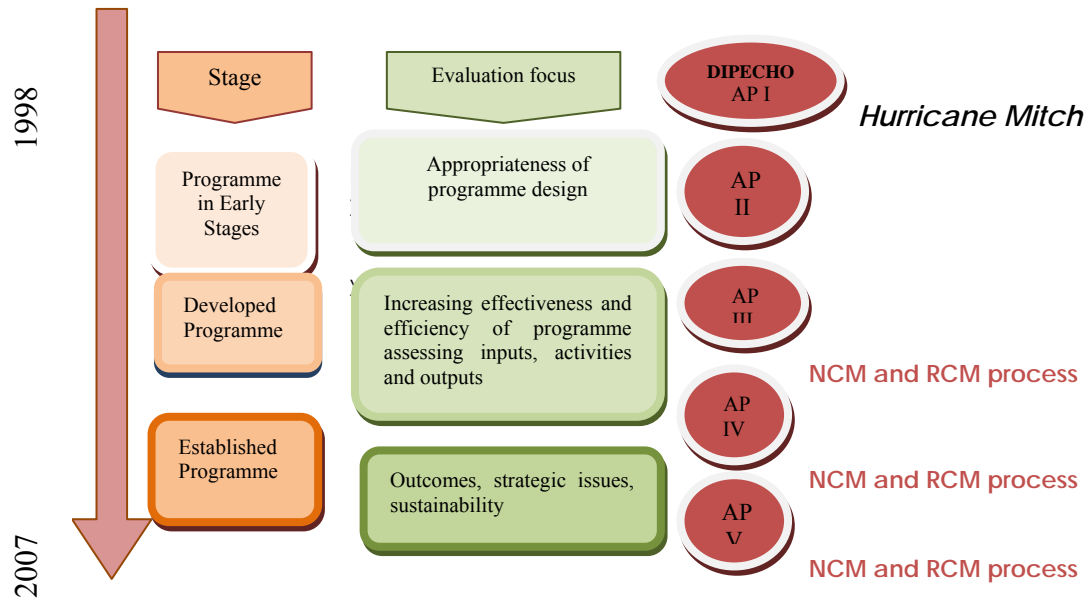 1998
Stage
Evaluation focus
DIPECHO
AP I
Hurricane Mitch
Programme
in Early
Stages
Appropriateness of
programme design
AP
II
Developed
Programme
Increasing effectiveness and
efficiency of programme
assessing inputs, activities
and outputs
AP
III
NCM and RCM process
AP
IV
Established
Programme
Outcomes, strategic issues,
sustainability
NCM and RCM process
AP
V
2007
NCM and RCM process